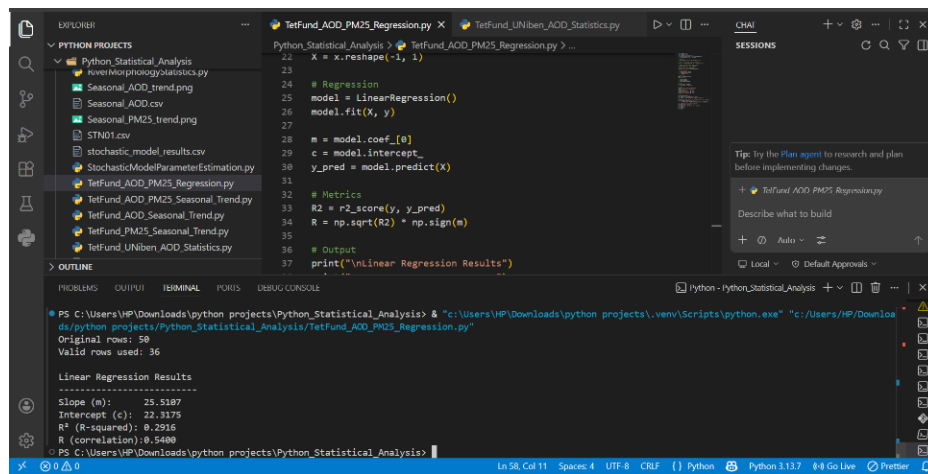 EXPLORER
TetFund_AOD_PM25_Regression.py
TetFund_UNiben_AOD_Statistics.py
CHAT
PYTHON PROJECTS
Python_Statistical_Analysis > TetFund_AOD_PM25_Regression.py > ...
SESSIONS
Python_Statistical_Analysis
RiverMorphologyStatistics.py
Seasonal_AOD_trend.png
Seasonal_AOD.csv
Seasonal_PM25_trend.png
STN01.csv
stochastic_model_results.csv
StochasticModelParameterEstimation.py
TetFund_AOD_PM25_Regression.py
TetFund_AOD_PM25_Seasonal_Trend.py
TetFund_AOD_Seasonal_Trend.py
TetFund_PM25_Seasonal_Trend.py
TetFund_UNiben_AOD_Statistics.py
OUTLINE
22 X = x.reshape(-1, 1)
23
24 # Regression
25 model = LinearRegression()
26 model.fit(X, y)
27
28 m = model.coef_[0]
29 c = model.intercept_
30 y_pred = model.predict(X)
31
32 # Metrics
33 R2 = r2_score(y, y_pred)
34 R = np.sqrt(R2) * np.sign(m)
35
36 # Output
37 print("\nLinear Regression Results")
Tip: Try the Plan agent to research and plan
before implementing changes.
TetFund_AOD_PM25_Regression.py
Describe what to build
Auto
Local
Default Approvals
PROBLEMS OUTPUT TERMINAL PORTS DEBUG CONSOLE
Python - Python_Statistical_Analysis
PS C:\Users\HP\Downloads\python projects\Python_Statistical_Analysis> & "c:\Users\HP\Downloads\python projects\.venv\Scripts\python.exe" "c:/Users/HP/Downloa
ds/python projects/Python_Statistical_Analysis/TetFund_AOD_PM25_Regression.py"
Original rows: 50
Valid rows used: 36
Linear Regression Results
--------------------------
Slope (m): 25.5107
Intercept (c): 22.3175
R² (R-squared): 0.2916
R (correlation):0.5400
PS C:\Users\HP\Downloads\python projects\Python_Statistical_Analysis>
0 0 Ln 58, Col 11 Spaces: 4 UTF-8 CRLF {} Python Python 3.13.7 Go Live Prettier